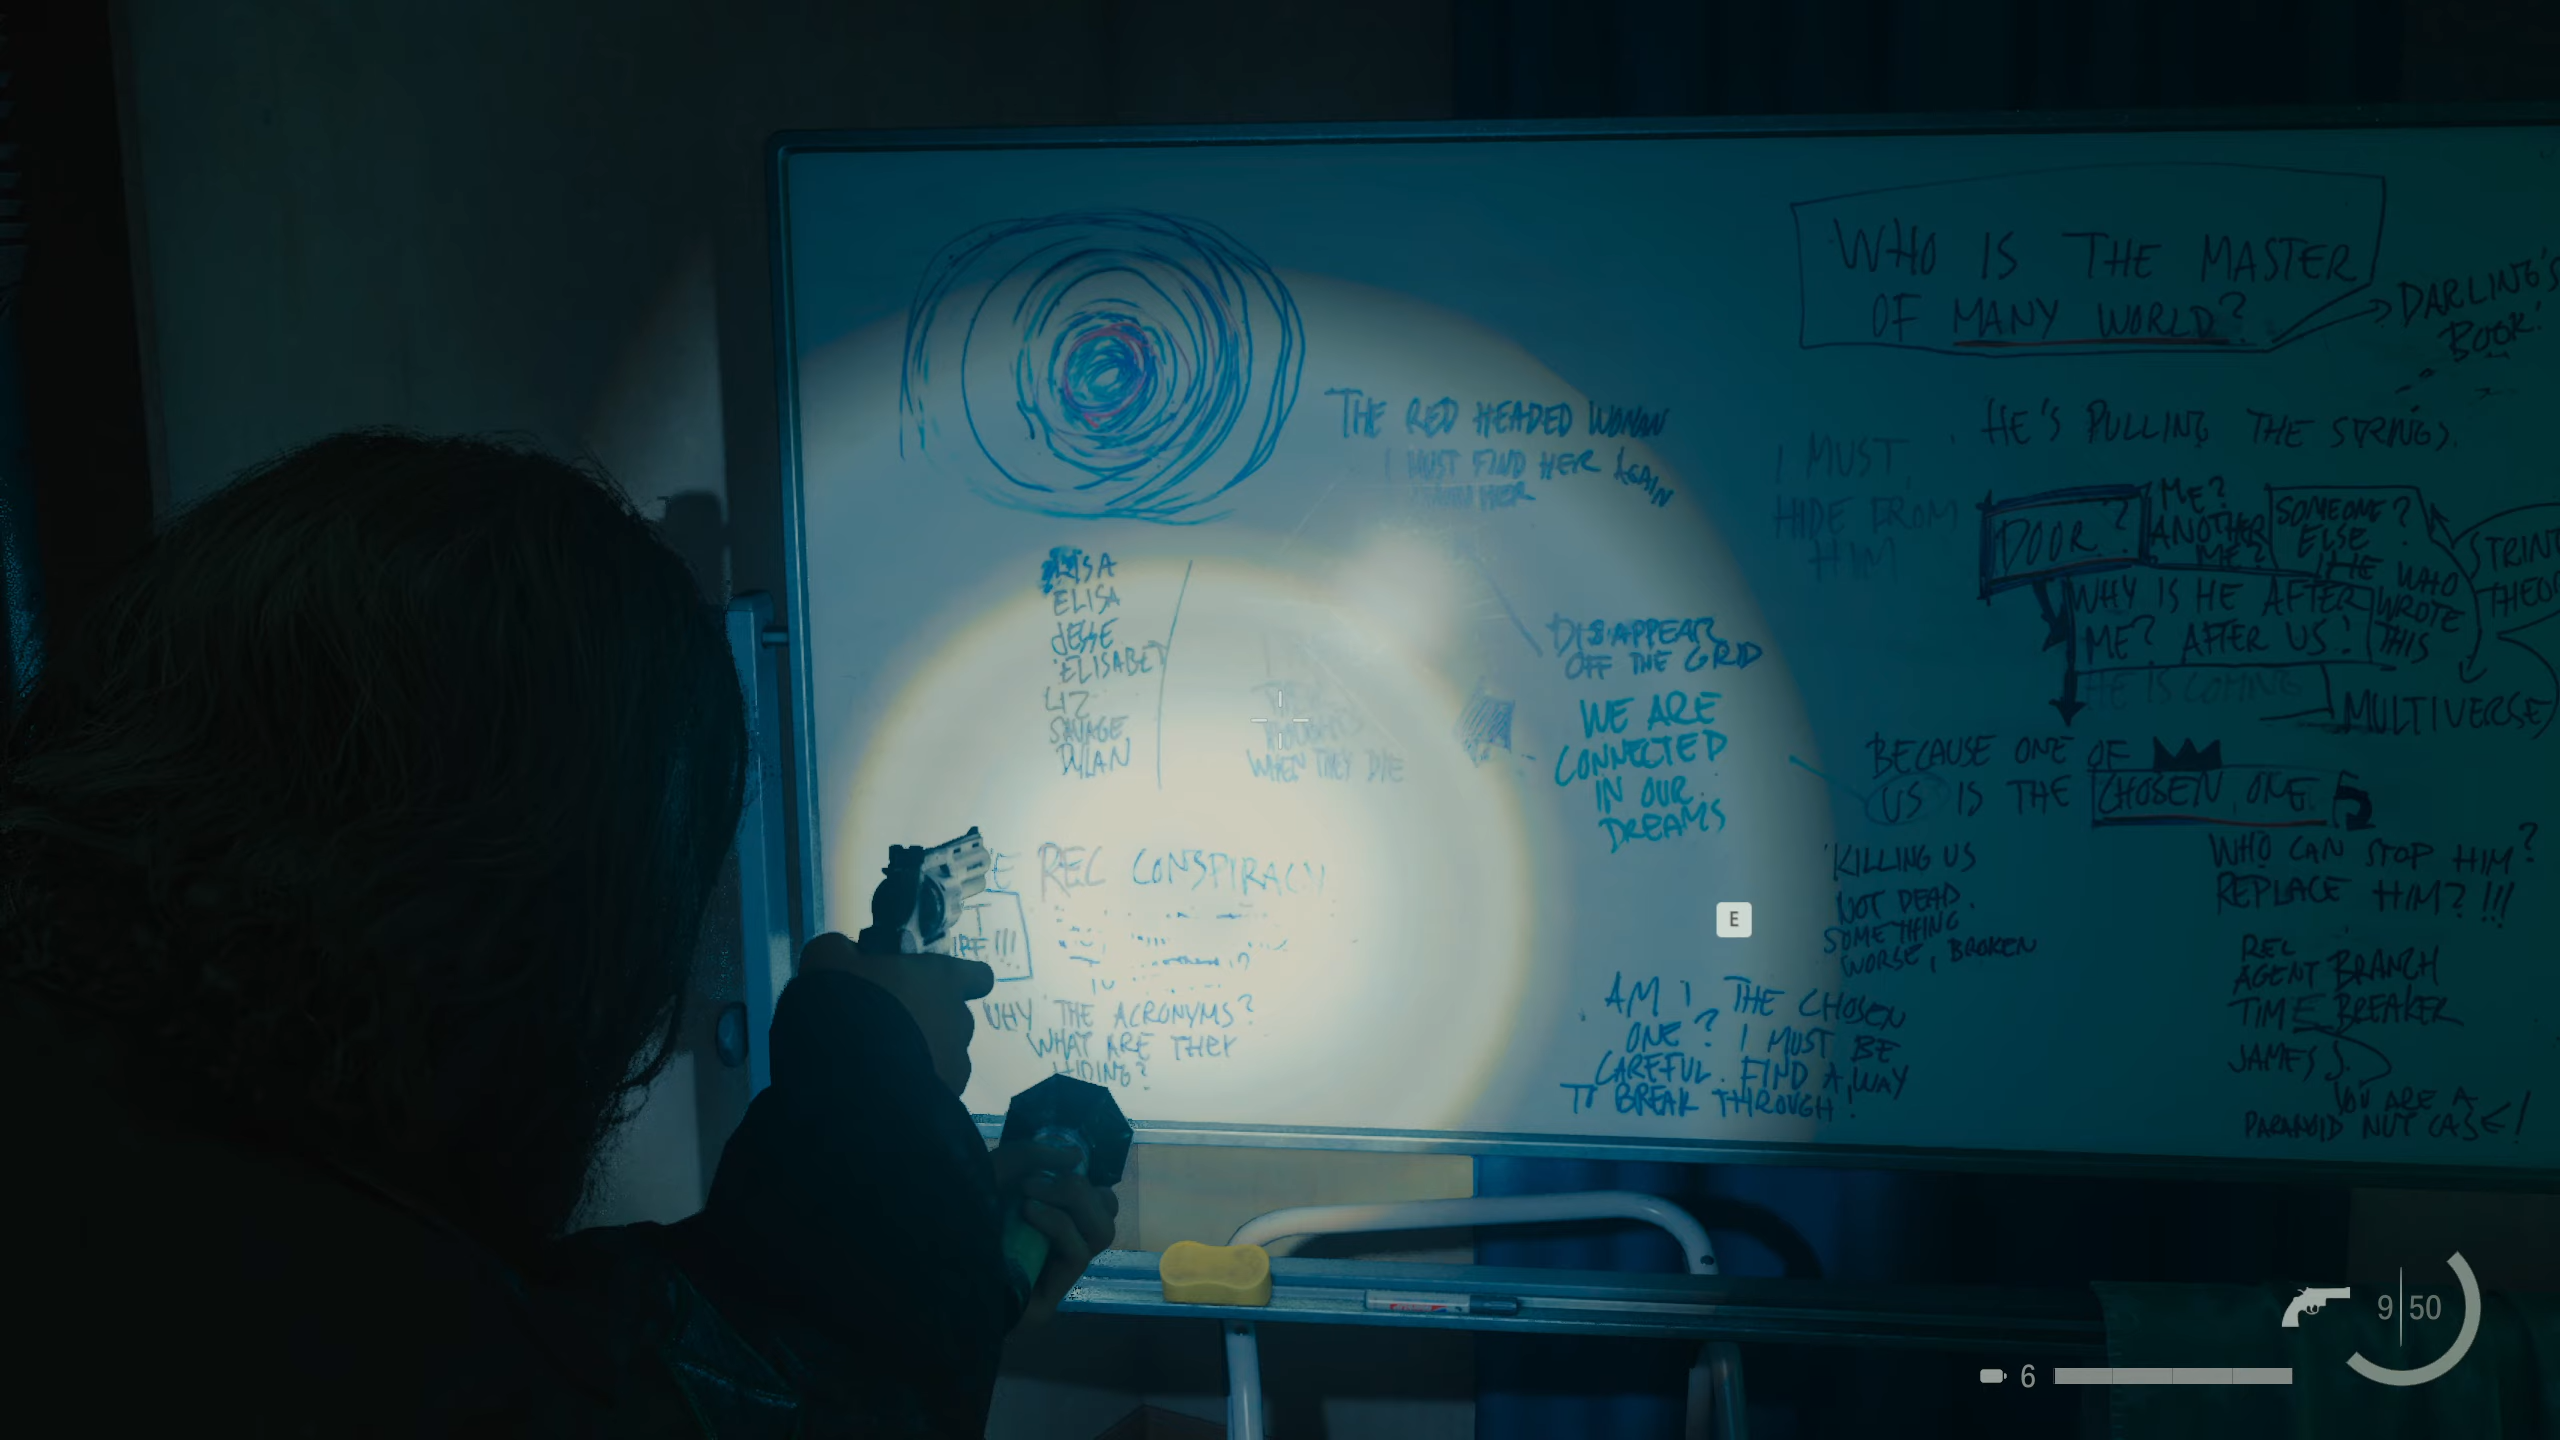 WHO IS THE MASTER
OF MANY WORLD?
DARLING'S
BOOK!
THE RED HEADED WOMAN
I MUST FIND HER AGAIN
HE'S PULLING THE STRINGS.
I MUST
HIDE FROM
HIM
DOOR?
ME?
ANOTHER
ME?
SOMEONE?
ELSE
THE WHO
WROTE
THIS
WHY IS HE AFTER
ME? AFTER US!
HE IS COMING
MULTIVERSE
ELISA
JESSE
ELISABET
LIZ
SAVAGE
DYLAN
WHEN THEY DIE
DISAPPEAR
OFF THE GRID
WE ARE
CONNECTED
IN OUR
DREAMS
BECAUSE ONE OF
US IS THE CHOSEN ONE
KILLING US
NOT DEAD.
SOMETHING
WORSE, BROKEN
WHO CAN STOP HIM?
REPLACE HIM? !!!
REC
AGENT BRANCH
TIME BREAKER
JAMES S.
YOU ARE A
PARANOID NUT CASE!
REC CONSPIRACY
WHY THE ACRONYMS?
WHAT ARE THEY
HIDING?
AM I THE CHOSEN
ONE? I MUST BE
CAREFUL. FIND A WAY
TO BREAK THROUGH!
E
9 50
6